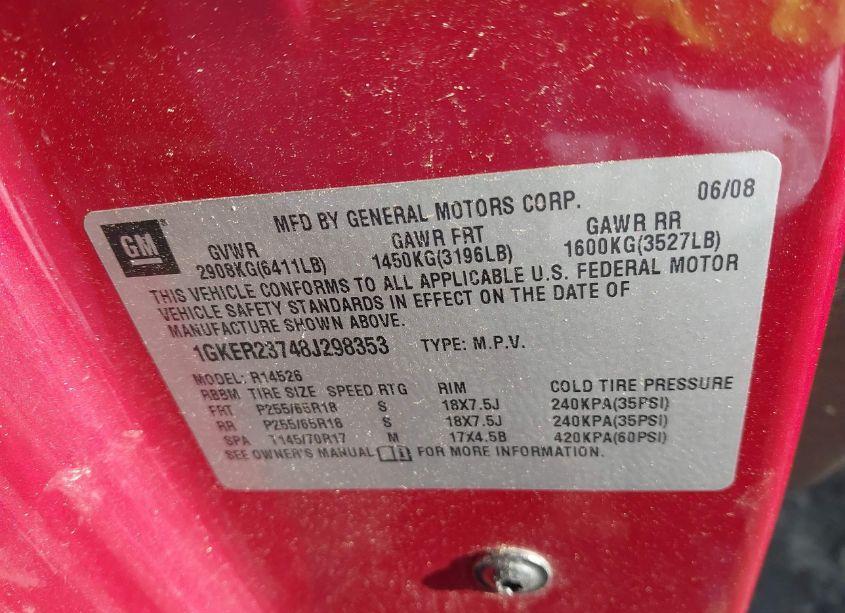 GM
MFD BY GENERAL MOTORS CORP. 06/08
GVWR GAWR FRT GAWR RR
2908KG(6411LB) 1450KG(3196LB) 1600KG(3527LB)
THIS VEHICLE CONFORMS TO ALL APPLICABLE U.S. FEDERAL MOTOR
VEHICLE SAFETY STANDARDS IN EFFECT ON THE DATE OF
MANUFACTURE SHOWN ABOVE.
1GKER23748J298353 TYPE: M.P.V.
MODEL: R14526
RBBM TIRE SIZE SPEED RTG RIM COLD TIRE PRESSURE
FRT P255/65R18 S 18X7.5J 240KPA(35PSI)
RR P255/65R18 S 18X7.5J 240KPA(35PSI)
SPA T145/70R17 M 17X4.5B 420KPA(60PSI)
SEE OWNER'S MANUAL FOR MORE INFORMATION.